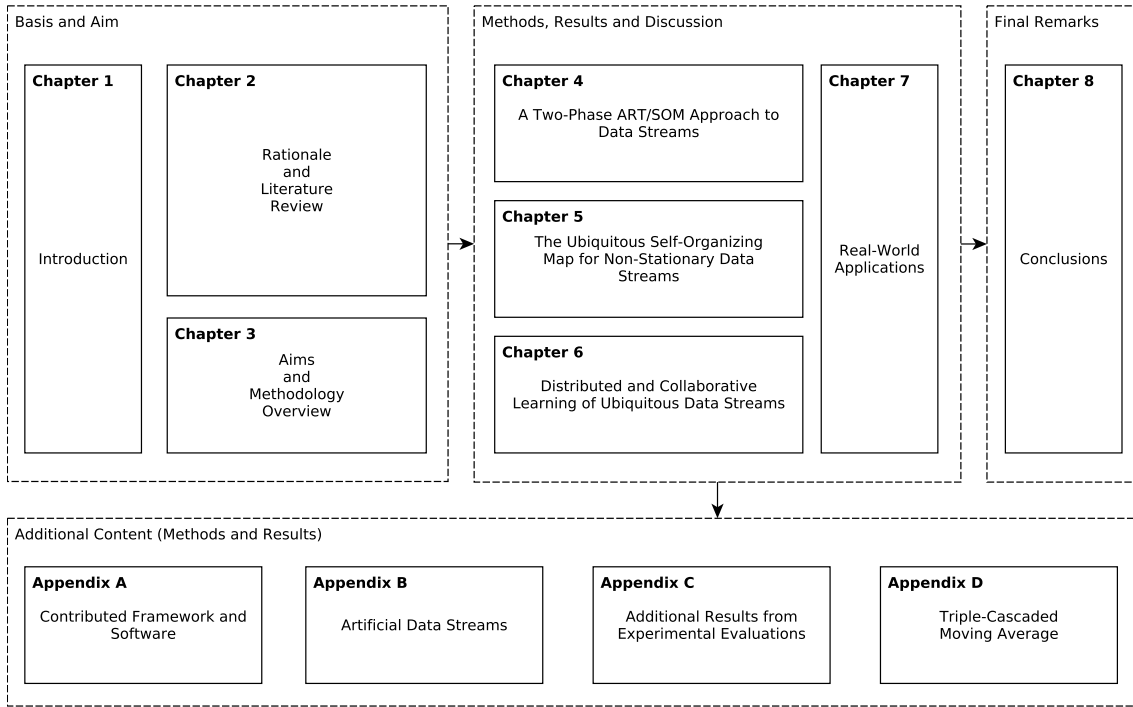 Basis and Aim
Chapter 1
Introduction
Chapter 2
Rationale
and
Literature
Review
Chapter 3
Aims
and
Methodology
Overview
Methods, Results and Discussion
Chapter 4
A Two-Phase ART/SOM Approach to
Data Streams
Chapter 5
The Ubiquitous Self-Organizing
Map for Non-Stationary Data
Streams
Chapter 6
Distributed and Collaborative
Learning of Ubiquitous Data Streams
Chapter 7
Real-World
Applications
Final Remarks
Chapter 8
Conclusions
Additional Content (Methods and Results)
Appendix A
Contributed Framework and
Software
Appendix B
Artificial Data Streams
Appendix C
Additional Results from
Experimental Evaluations
Appendix D
Triple-Cascaded
Moving Average